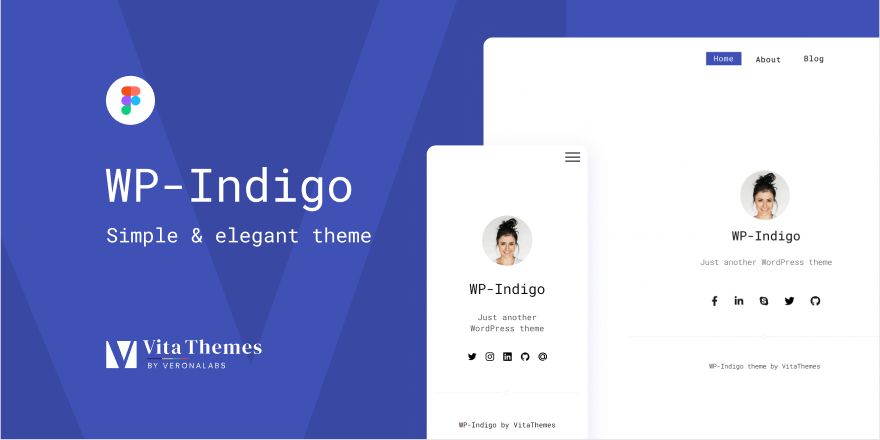 WP-Indigo
Simple & elegant theme
Vita Themes
BY VERONALABS
WP-Indigo
Just another
WordPress theme
WP-Indigo by VitaThemes
Home About Blog
WP-Indigo
Just another WordPress theme
WP-Indigo theme by VitaThemes